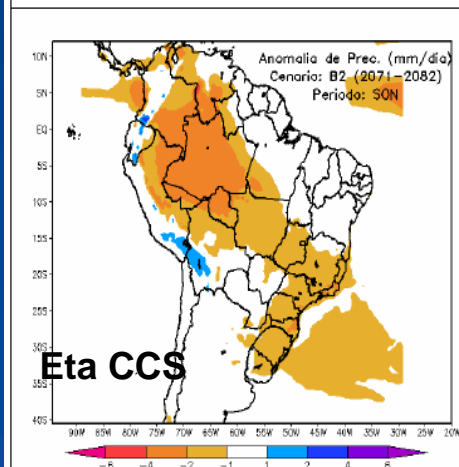 Anomalia de Prec. (mm/dia)
Cenario: B2 (2071–2082)
Periodo: SON
10N
5N
EQ
5S
10S
15S
20S
25S
30S
35S
40S
Eta CCS
90W 85W 80W 75W 70W 65W 60W 55W 50W 45W 40W 35W 30W 25W 20W
-6 -4 -2 -1 1 2 4 6